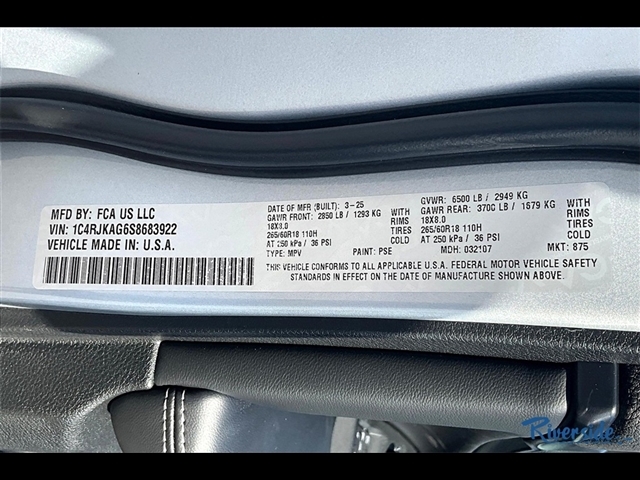 MFD BY: FCA US LLC
VIN: 1C4RJKAG6S8683922
VEHICLE MADE IN U.S.A.
DATE OF MFR (BUILT): 3-25
GAWR FRONT: 2850 LB / 1293 KG
18X8.0
265/60R18 110H
AT 250 kPa / 36 PSI
TYPE: MPV
WITH
RIMS
TIRES
COLD
PAINT: PSE
GVWR: 6500 LB / 2949 KG
GAWR REAR: 3700 LB / 1679 KG
18X8.0
265/60R18 110H
AT 250 kPa / 36 PSI
MDH: 032107
WITH
RIMS
TIRES
COLD
MKT: 875
THIS VEHICLE CONFORMS TO ALL APPLICABLE U.S.A. FEDERAL MOTOR VEHICLE SAFETY
STANDARDS IN EFFECT ON THE DATE OF MANUFACTURE SHOWN ABOVE.
Riverside